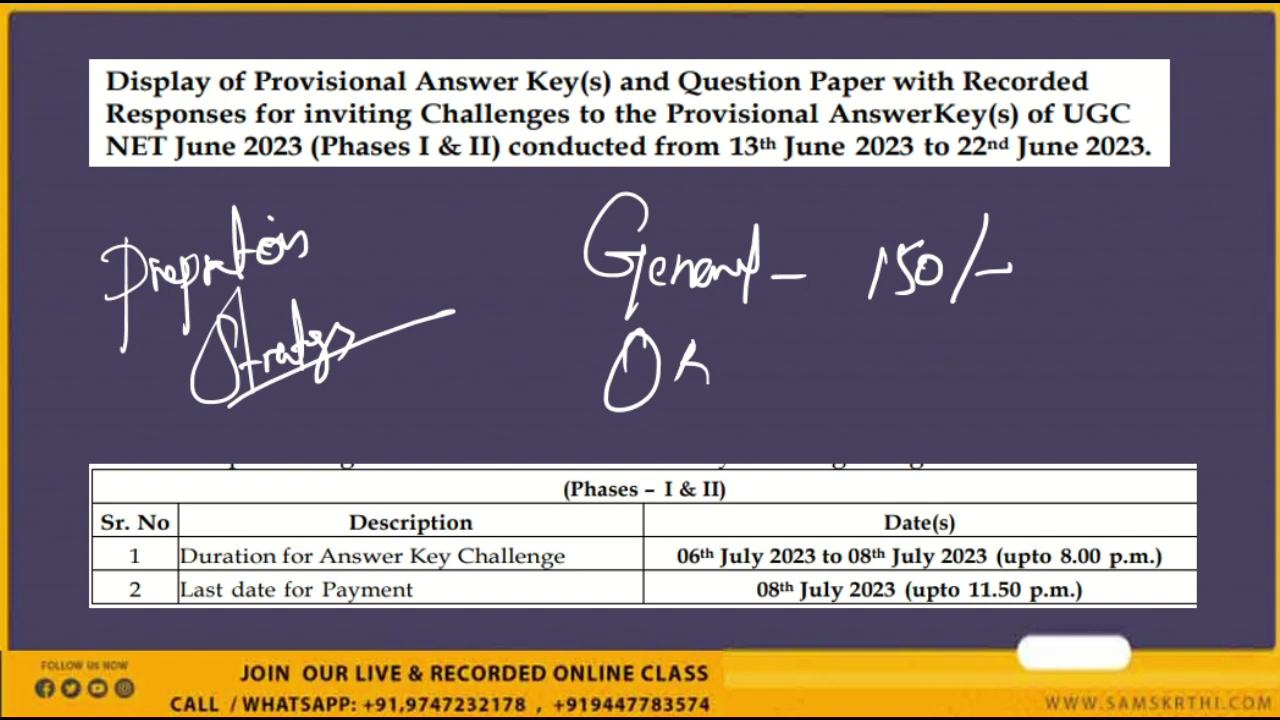 Display of Provisional Answer Key(s) and Question Paper with Recorded
Responses for inviting Challenges to the Provisional AnswerKey(s) of UGC
NET June 2023 (Phases I & II) conducted from 13th June 2023 to 22nd June 2023.
General – 150/-
(Phases – I & II)
Sr. No Description Date(s)
1 Duration for Answer Key Challenge 06th July 2023 to 08th July 2023 (upto 8.00 p.m.)
2 Last date for Payment 08th July 2023 (upto 11.50 p.m.)
FOLLOW US NOW
JOIN OUR LIVE & RECORDED ONLINE CLASS
CALL / WHATSAPP: +91,9747232178 , +919447783574
WWW.SAMSKRTHI.COM